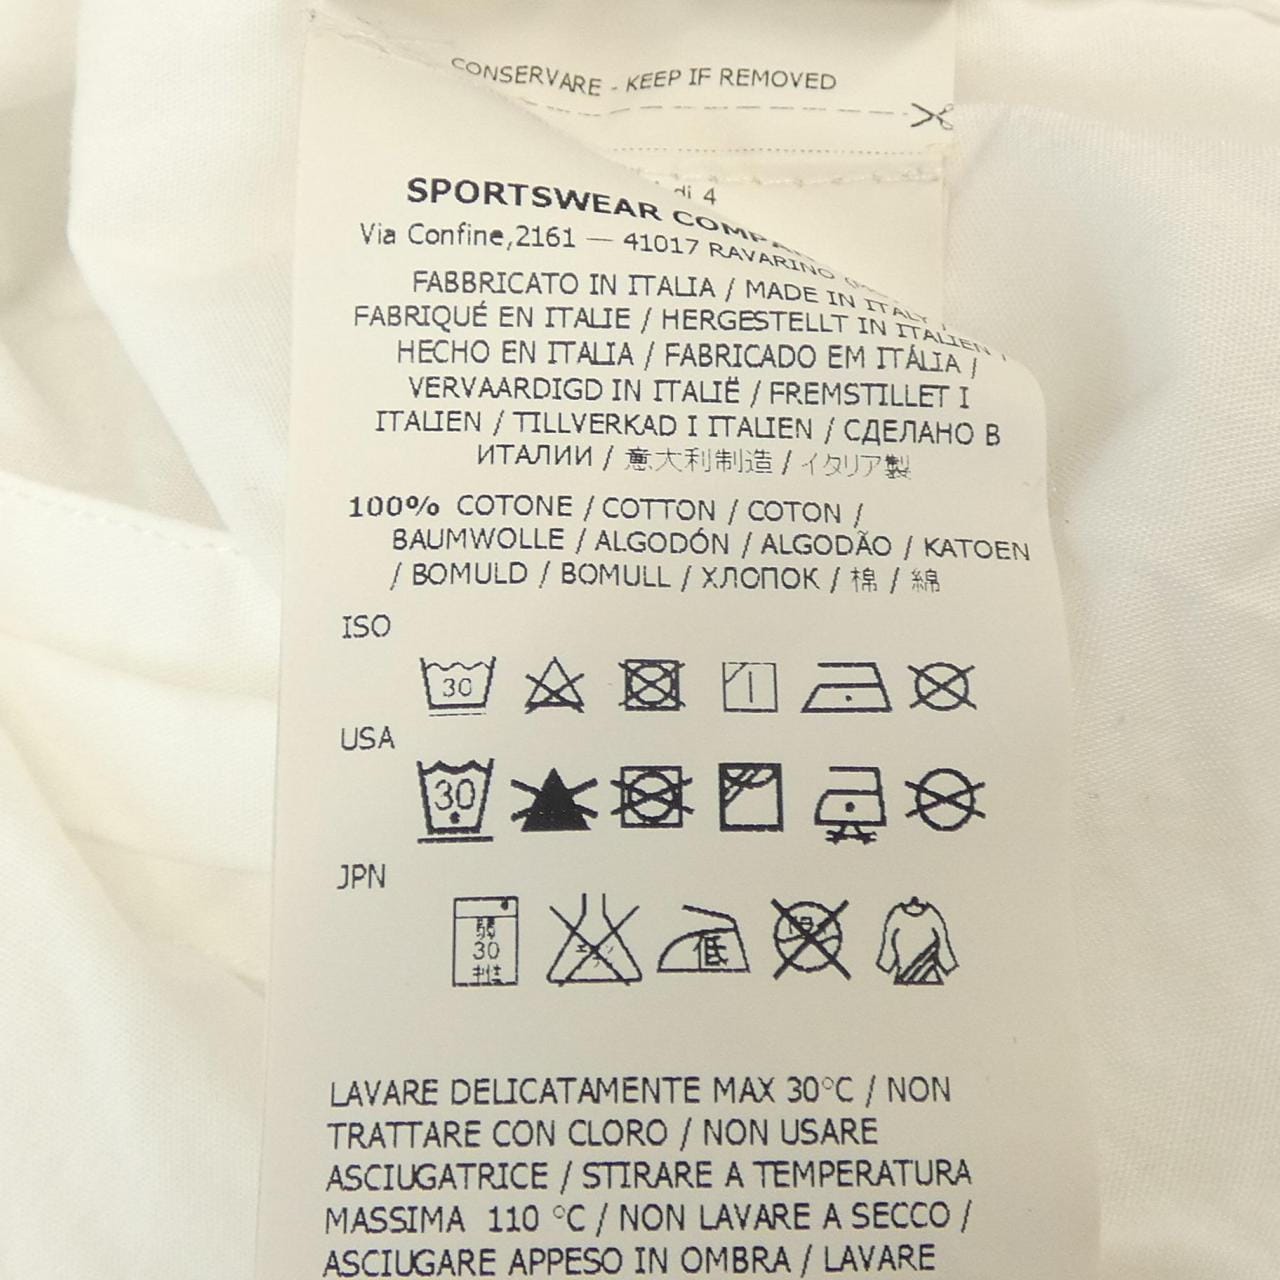 CONSERVARE - KEEP IF REMOVED
di 4
SPORTSWEAR
Via Confine,2161 — 41017 RAVARINO
FABBRICATO IN ITALIA / MADE IN ITALY /
FABRIQUÉ EN ITALIE / HERGESTELLT IN ITALIEN /
HECHO EN ITALIA / FABRICADO EM ITÁLIA /
VERVAARDIGD IN ITALIË / FREMSTILLET I
ITALIEN / TILLVERKAD I ITALIEN / СДЕЛАНО В
ИТАЛИИ / 意大利制造 / イタリア製
100% COTONE / COTTON / COTON /
BAUMWOLLE / ALGODÓN / ALGODÃO / KATOEN
/ BOMULD / BOMULL / ХЛОПОК / 棉 / 綿
ISO
30
USA
30
JPN
弱
30
中性
低
LAVARE DELICATAMENTE MAX 30°C / NON
TRATTARE CON CLORO / NON USARE
ASCIUGATRICE / STIRARE A TEMPERATURA
MASSIMA 110 °C / NON LAVARE A SECCO /
ASCIUGARE APPESO IN OMBRA / LAVARE